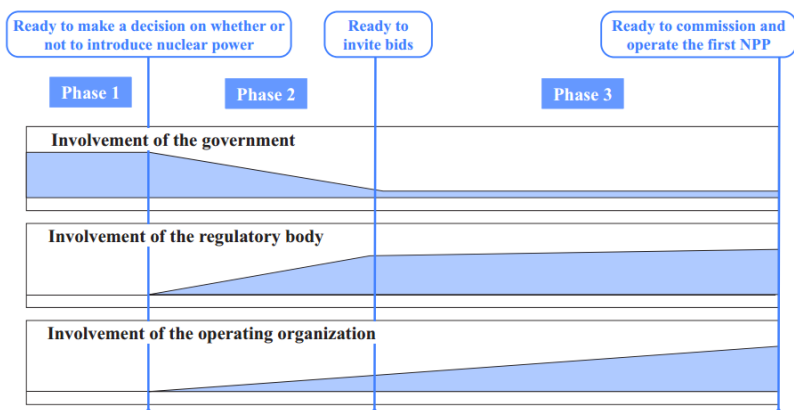 Ready to make a decision on whether or
not to introduce nuclear power
Ready to
invite bids
Ready to commission and
operate the first NPP
Phase 1
Phase 2
Phase 3
Involvement of the government
Involvement of the regulatory body
Involvement of the operating organization